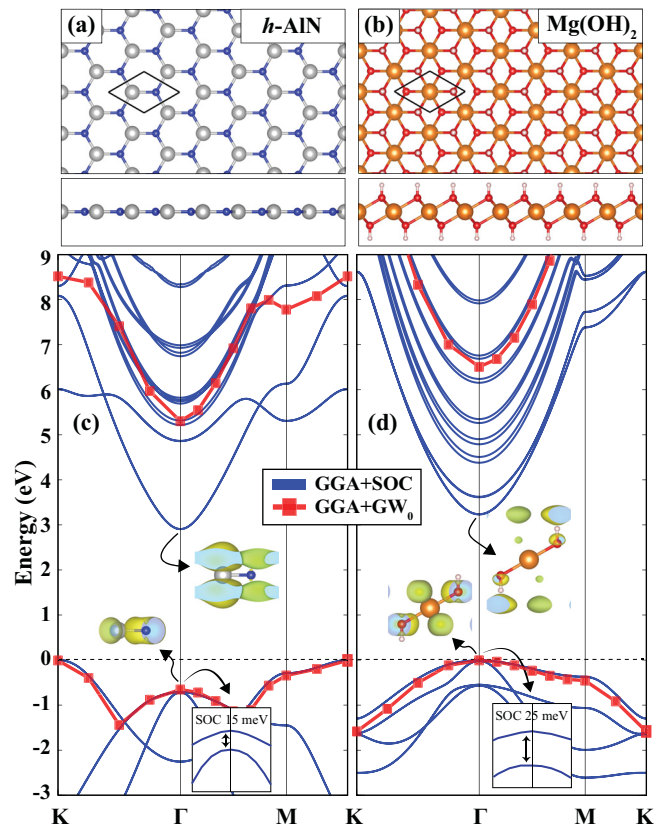 (a) h-AlN
(b) Mg(OH)₂
9
8
7
6
5
4
3
2
1
0
-1
-2
-3
Energy (eV)
(c)
(d)
GGA+SOC
GGA+GW₀
SOC 15 meV
SOC 25 meV
K Γ M K
Γ M K